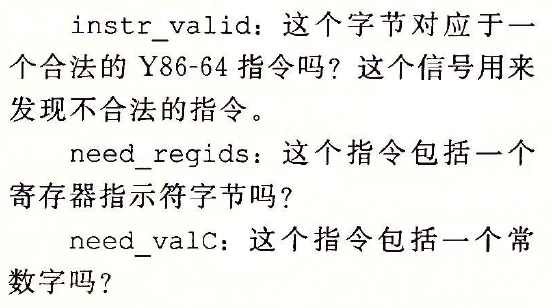 instr_valid：这个字节对应于一
个合法的 Y86-64 指令吗？这个信号用来
发现不合法的指令。
need_regids：这个指令包括一个
寄存器指示符字节吗？
need_valC：这个指令包括一个常
数字吗？